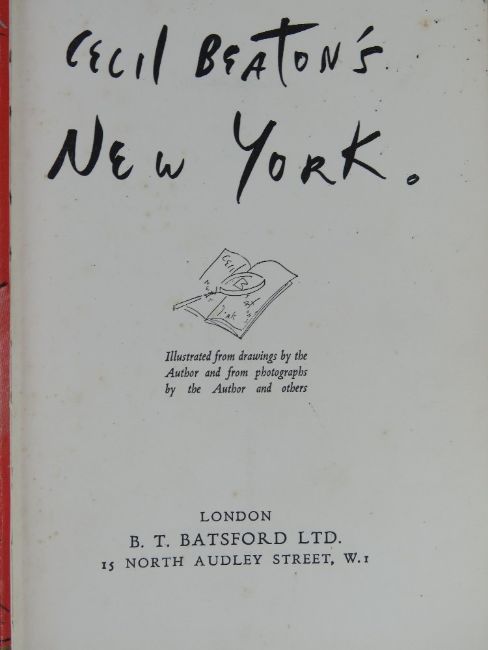 CECIL BEATON'S
NEW YORK.
Illustrated from drawings by the
Author and from photographs
by the Author and others
LONDON
B. T. BATSFORD LTD.
15 NORTH AUDLEY STREET, W.1